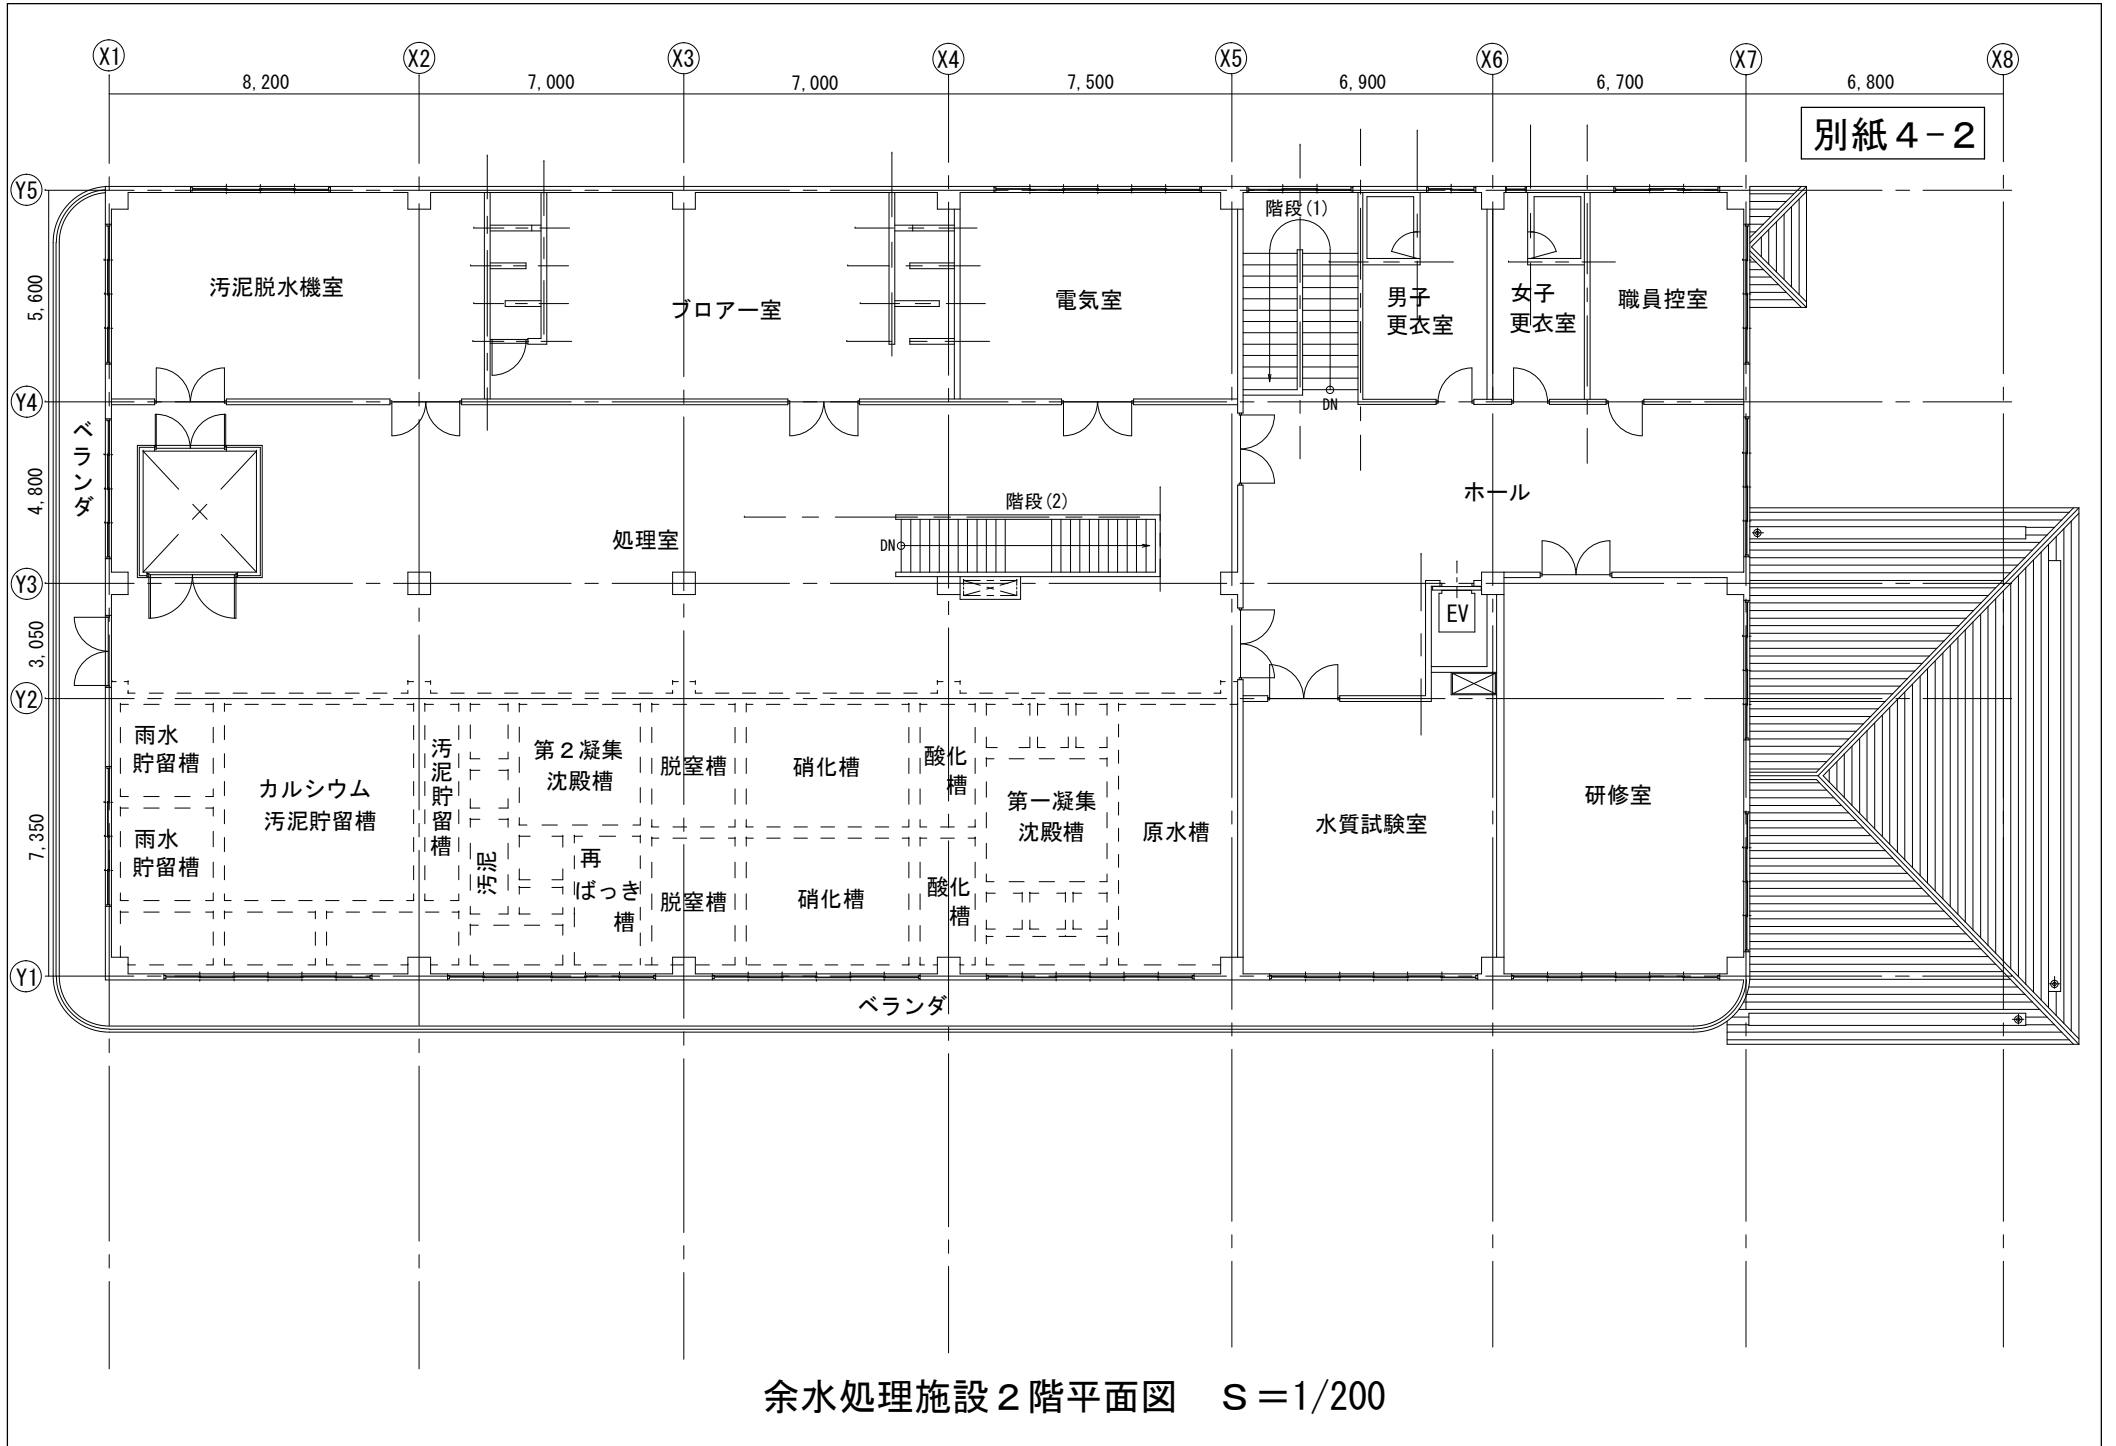 X1 X2 X3 X4 X5 X6 X7 X8
8,200 7,000 7,000 7,500 6,900 6,700 6,800
別紙４－２
Y5
Y4
Y3
Y2
Y1
5,600
4,800
3,050
7,350
ベランダ
汚泥脱水機室
ブロアー室
電気室
階段(1)
DN
男子
更衣室
女子
更衣室
職員控室
処理室
階段(2)
DN
ホール
EV
雨水
貯留槽
雨水
貯留槽
カルシウム
汚泥貯留槽
汚泥貯留槽
汚泥
第２凝集
沈殿槽
再
ばっき
槽
脱窒槽
脱窒槽
硝化槽
硝化槽
酸化
槽
酸化
槽
第一凝集
沈殿槽
原水槽
水質試験室
研修室
ベランダ
余水処理施設２階平面図　Ｓ＝1/200